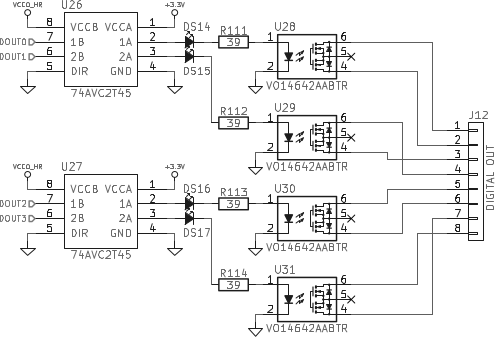 VCCO_HR
U26
+3.3V
8 VCCB VCCA 1
DOUT0 7 1B 1A 2
DOUT1 6 2B 2A 3
5 DIR GND 4
74AVC2T45
DS14
DS15
R111
39
U28
1 6
5
2 4
VO14642AABTR
R112
39
U29
1 6
5
2 4
VO14642AABTR
VCCO_HR
U27
+3.3V
8 VCCB VCCA 1
DOUT2 7 1B 1A 2
DOUT3 6 2B 2A 3
5 DIR GND 4
74AVC2T45
DS16
DS17
R113
39
U30
1 6
5
2 4
VO14642AABTR
R114
39
U31
1 6
5
2 4
VO14642AABTR
J12
1
2
3
4
5
6
7
8
DIGITAL OUT